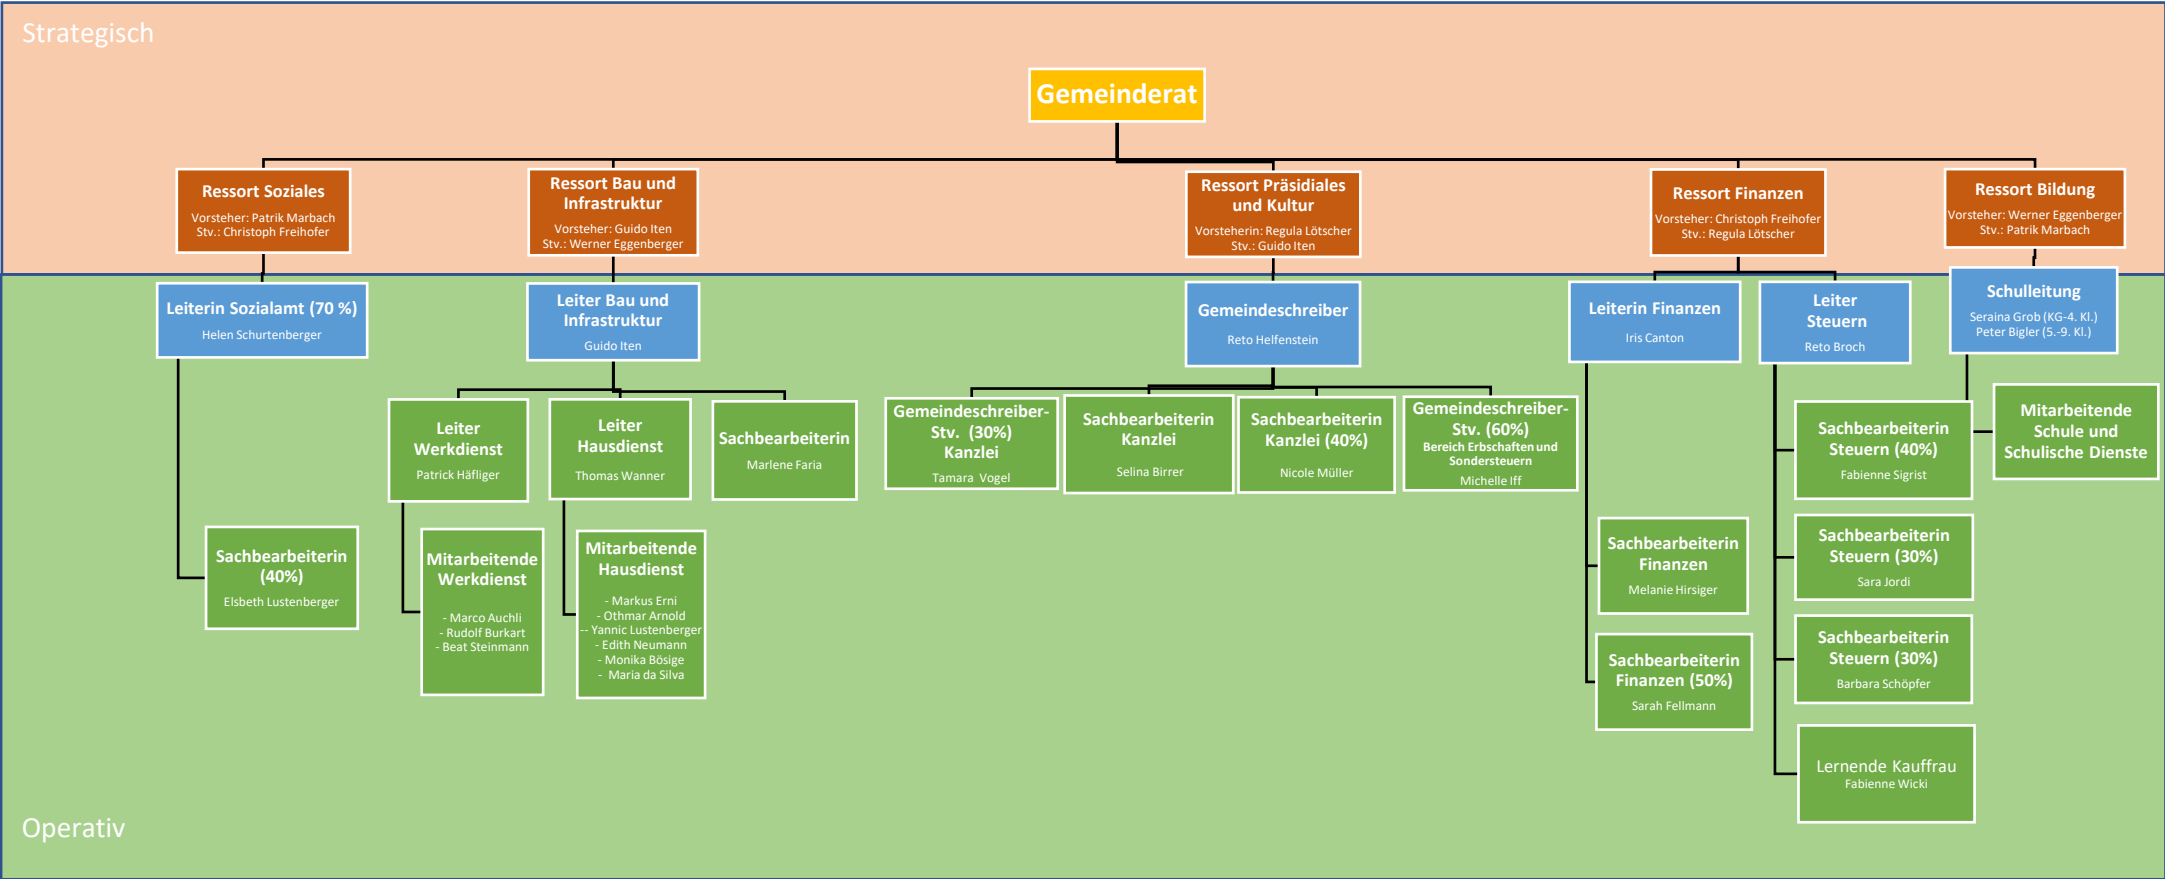 Strategisch
Gemeinderat
Ressort Soziales
Vorsteher: Patrik Marbach
Stv.: Christoph Freihofer
Ressort Bau und
Infrastruktur
Vorsteher: Guido Iten
Stv.: Werner Eggenberger
Ressort Präsidiales
und Kultur
Vorsteherin: Regula Lötscher
Stv.: Guido Iten
Ressort Finanzen
Vorsteher: Christoph Freihofer
Stv.: Regula Lötscher
Ressort Bildung
Vorsteher: Werner Eggenberger
Stv.: Patrik Marbach
Leiterin Sozialamt (70 %)
Helen Schurtenberger
Leiter Bau und
Infrastruktur
Guido Iten
Gemeindeschreiber
Reto Helfenstein
Leiterin Finanzen
Iris Canton
Leiter
Steuern
Reto Broch
Schulleitung
Seraina Grob (KG-4. Kl.)
Peter Bigler (5.-9. Kl.)
Leiter
Werkdienst
Patrick Häfliger
Leiter
Hausdienst
Thomas Wanner
Sachbearbeiterin
Marlene Faria
Gemeindeschreiber-
Stv. (30%)
Kanzlei
Tamara Vogel
Sachbearbeiterin
Kanzlei
Selina Birrer
Sachbearbeiterin
Kanzlei (40%)
Nicole Müller
Gemeindeschreiber-
Stv. (60%)
Bereich Erbschaften und
Sondersteuern
Michelle Iff
Sachbearbeiterin
Steuern (40%)
Fabienne Sigrist
Mitarbeitende
Schule und
Schulische Dienste
Sachbearbeiterin
(40%)
Elsbeth Lustenberger
Mitarbeitende
Werkdienst
- Marco Auchli
- Rudolf Burkart
- Beat Steinmann
Mitarbeitende
Hausdienst
- Markus Erni
- Othmar Arnold
-- Yannic Lustenberger
- Edith Neumann
- Monika Bösige
- Maria da Silva
Sachbearbeiterin
Finanzen
Melanie Hirsiger
Sachbearbeiterin
Steuern (30%)
Sara Jordi
Sachbearbeiterin
Finanzen (50%)
Sarah Fellmann
Sachbearbeiterin
Steuern (30%)
Barbara Schöpfer
Lernende Kauffrau
Fabienne Wicki
Operativ